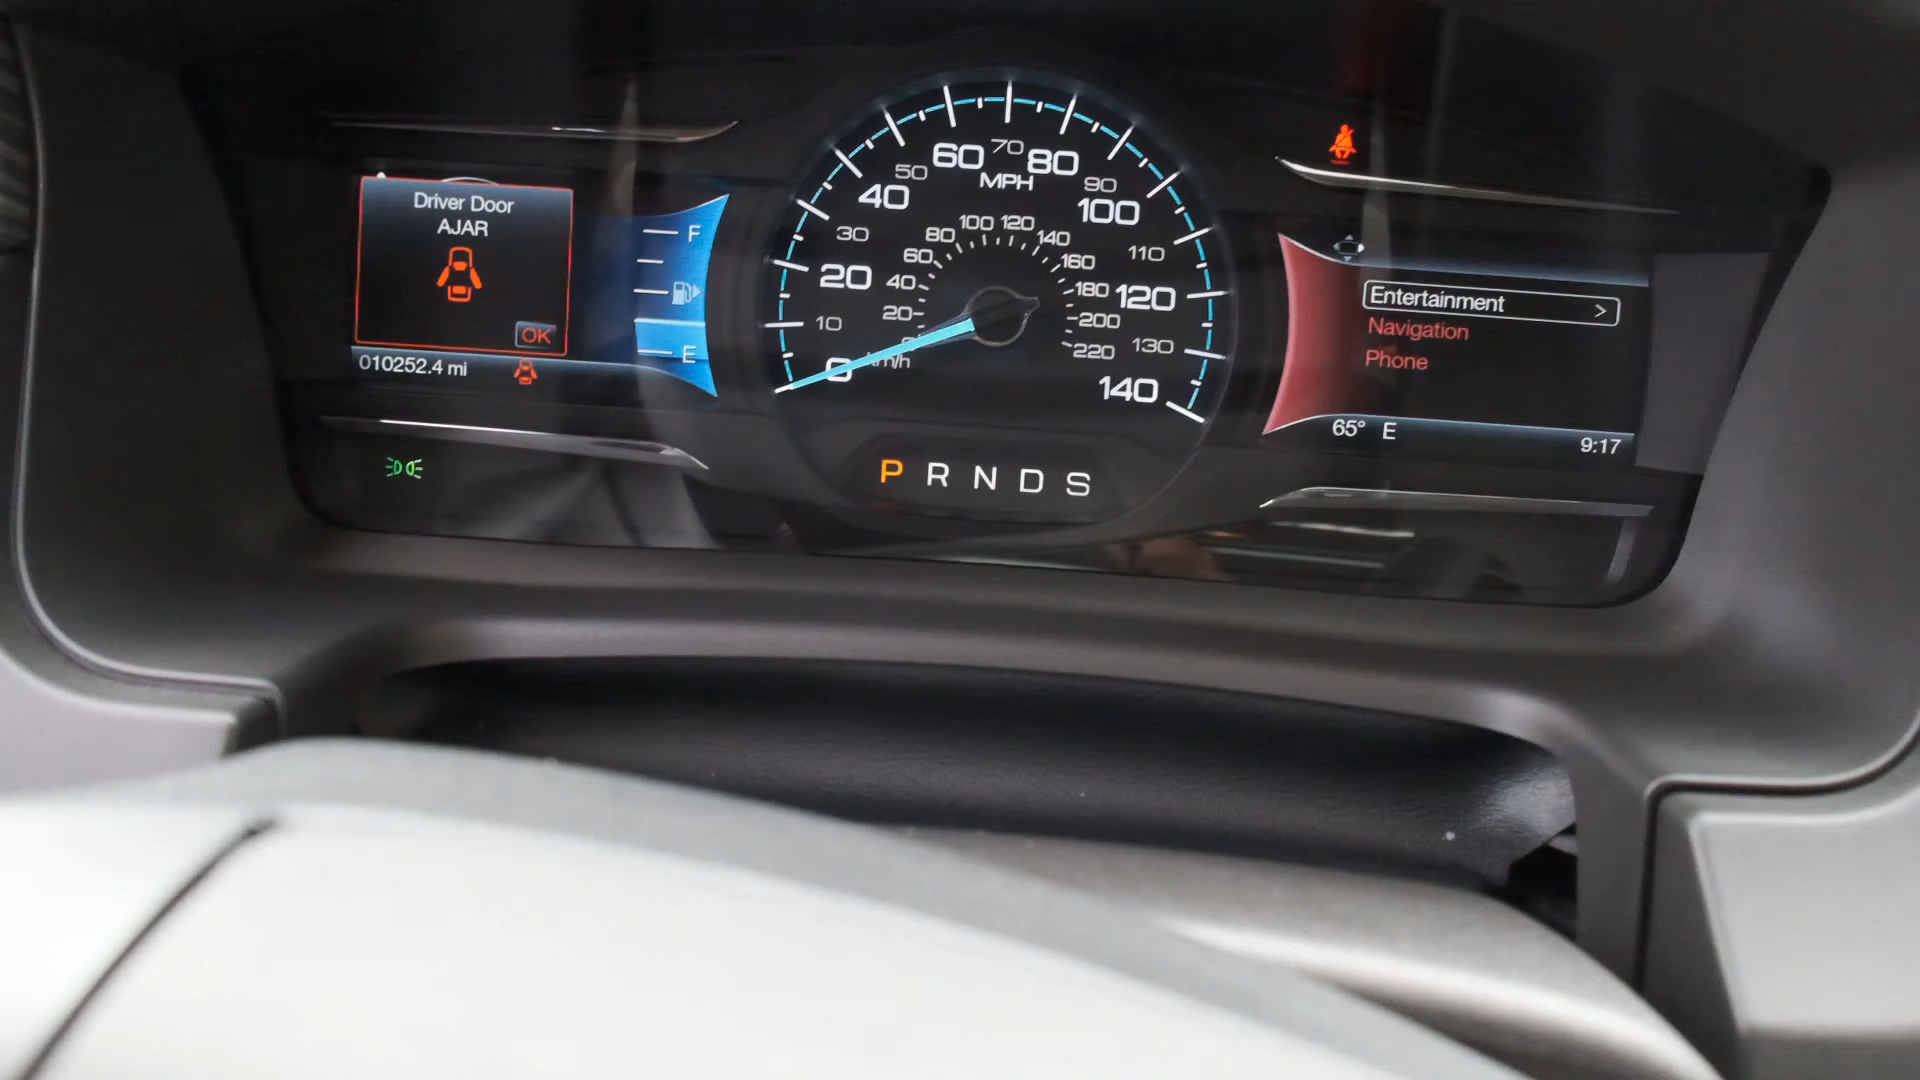 Driver Door
AJAR
OK
010252.4 mi
F
E
0
10
20
30
40
50
60
70
80
90
100
110
120
130
140
MPH
20
40
60
80
100
120
140
160
180
200
220
km/h
P R N D S
Entertainment >
Navigation
Phone
65° E
9:17